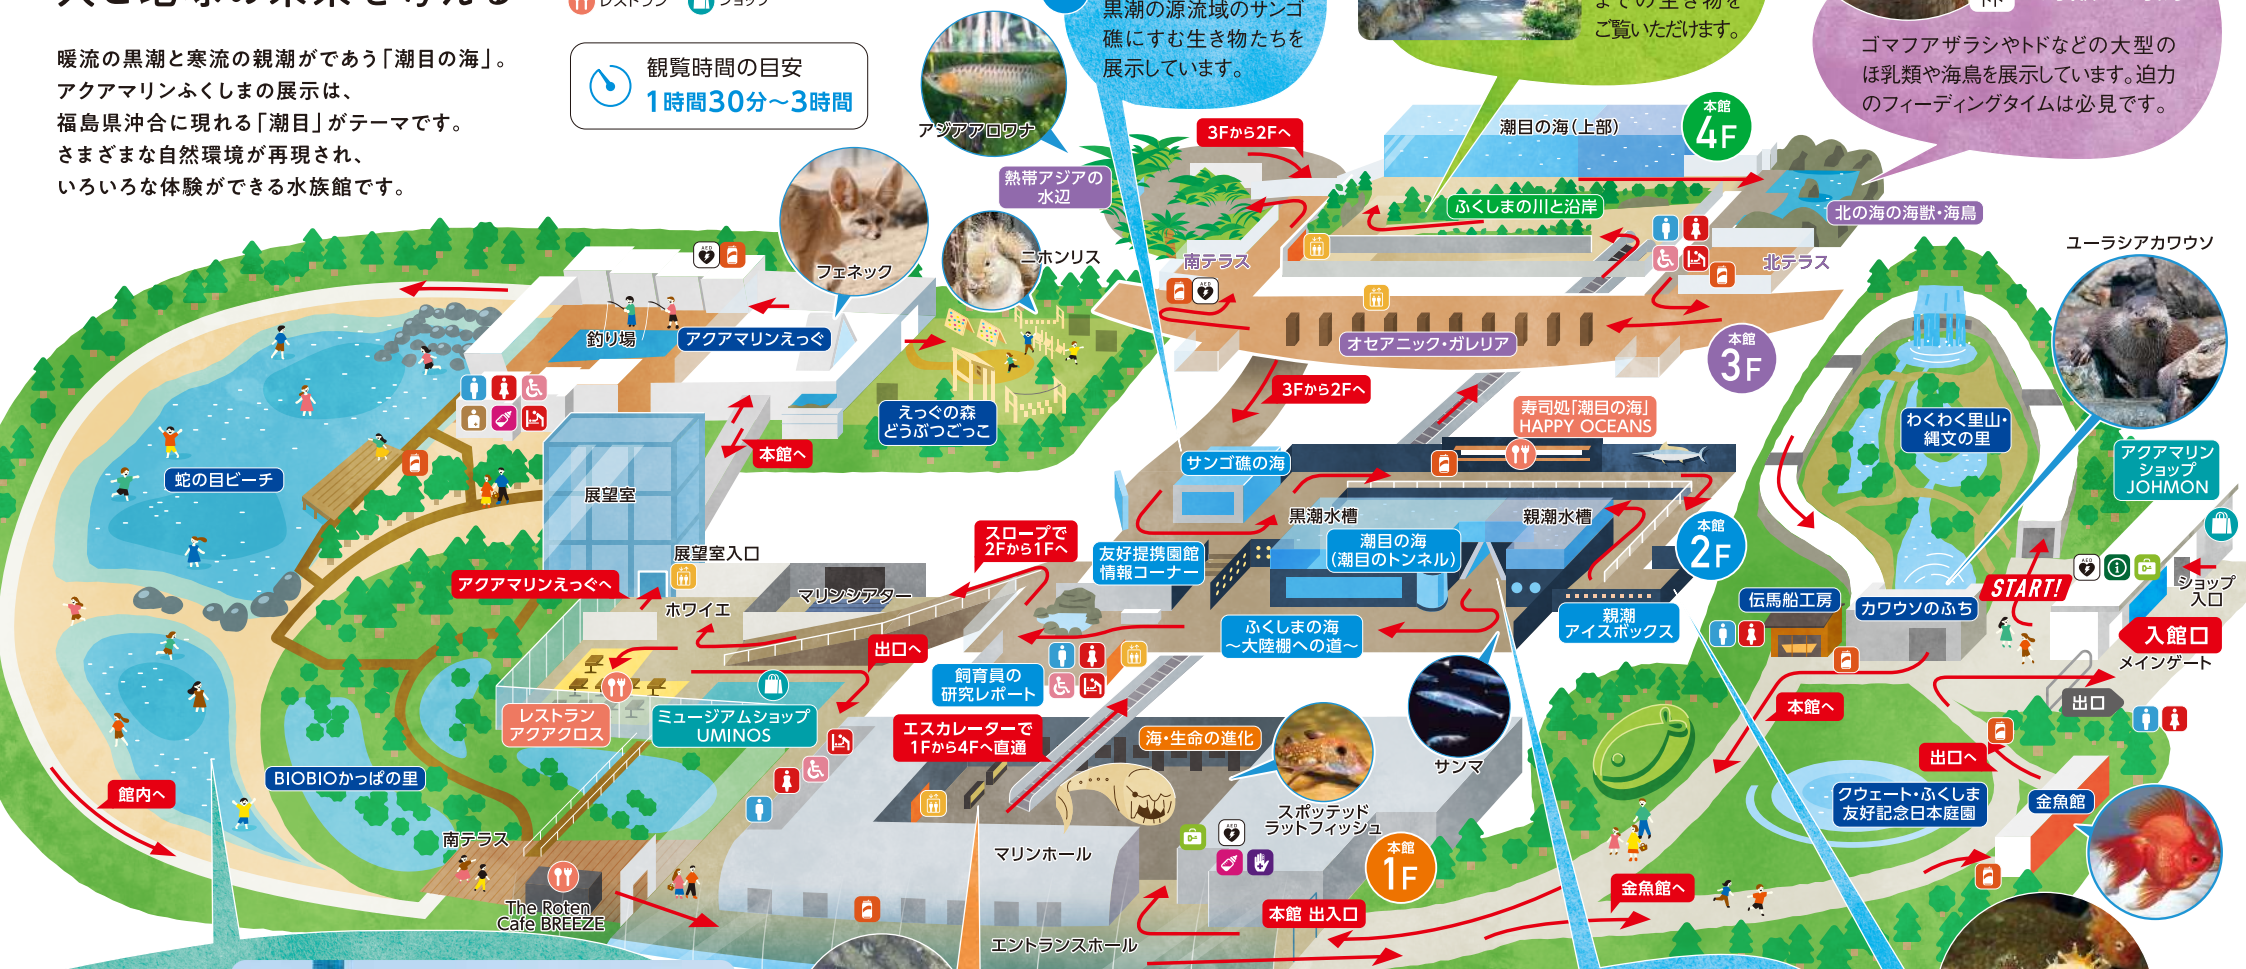 レストラン
ショップ
暖流の黒潮と寒流の親潮がであう「潮目の海」。
アクアマリンふくしまの展示は、
福島県沖合に現れる「潮目」がテーマです。
さまざまな自然環境が再現され、
いろいろな体験ができる水族館です。
観覧時間の目安
1時間30分～3時間
黒潮の源流域のサンゴ
礁にすむ生き物たちを
展示しています。
までの生き物を
ご覧いただけます。
ゴマフアザラシやトドなどの大型の
ほ乳類や海鳥を展示しています。迫力
のフィーディングタイムは必見です。
アジアアロワナ
3Fから2Fへ
潮目の海（上部）
本館
4F
熱帯アジアの
水辺
ふくしまの川と沿岸
北の海の海獣・海鳥
フェネック
ニホンリス
南テラス
北テラス
ユーラシアカワウソ
AED
釣り場
アクアマリンえっぐ
オセアニック・ガレリア
本館
3F
えっぐの森
どうぶつごっこ
3Fから2Fへ
寿司処「潮目の海」
HAPPY OCEANS
わくわく里山・
縄文の里
アクアマリン
ショップ
JOHMON
本館へ
蛇の目ビーチ
展望室
サンゴ礁の海
黒潮水槽
親潮水槽
スロープで
2Fから1Fへ
展望室入口
友好提携園館
情報コーナー
潮目の海
（潮目のトンネル）
本館
2F
アクアマリンえっぐへ
ホワイエ
マリンシアター
START!
ショップ
入口
伝馬船工房
カワウソのふち
親潮
アイスボックス
入館口
メインゲート
出口へ
ふくしまの海
～大陸棚への道～
飼育員の
研究レポート
出口
本館へ
レストラン
アクアクロス
ミュージアムショップ
UMINOS
エスカレーターで
1Fから4Fへ直通
海・生命の進化
サンマ
出口へ
BIOBIOかっぱの里
館内へ
クウェート・ふくしま
友好記念日本庭園
金魚館
スポッテッド
ラットフィッシュ
南テラス
マリンホール
本館
1F
金魚館へ
The Roten
Cafe BREEZE
本館 出入口
エントランスホール